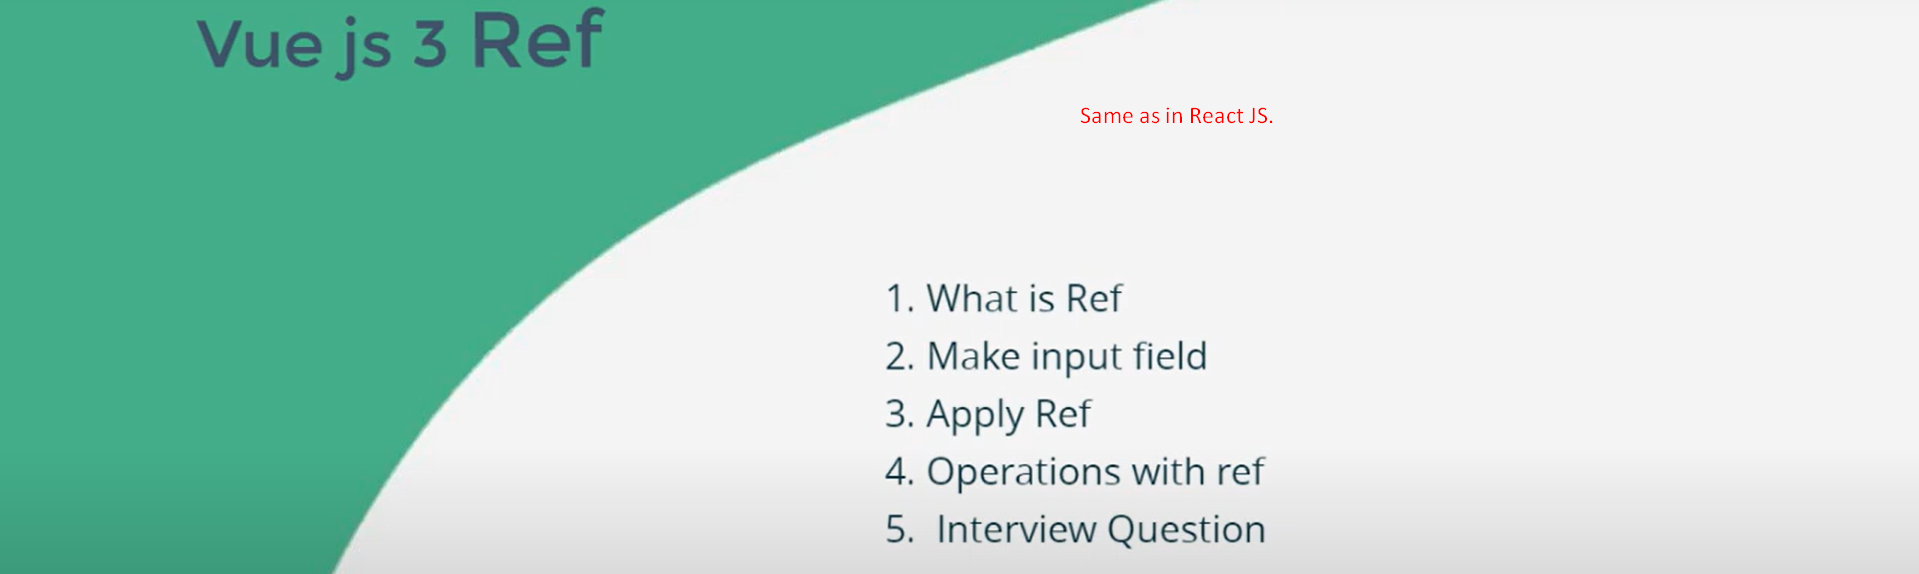 Vue js 3 Ref
Same as in React JS.
1. What is Ref
2. Make input field
3. Apply Ref
4. Operations with ref
5. Interview Question